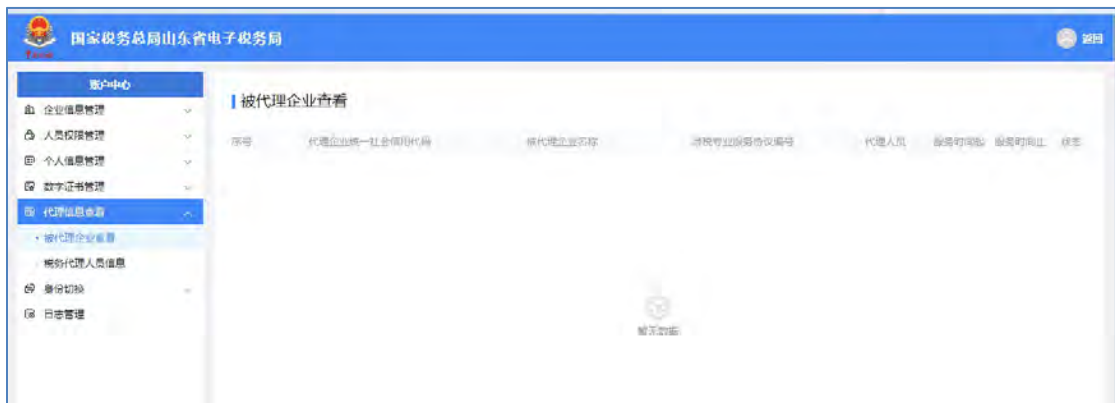 国家税务总局山东省电子税务局
返回
账户中心
企业信息管理
人员权限管理
个人信息管理
数字证书管理
代理信息查看
被代理企业查看
税务代理人员信息
身份切换
日志管理
被代理企业查看
序号 代理企业统一社会信用代码 被代理企业名称 涉税专业服务协议编号 代理人员 服务时间起 服务时间止 状态
暂无数据